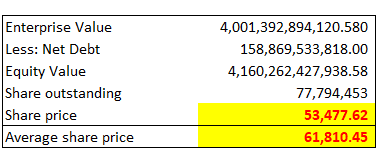 Enterprise Value 4,001,392,894,120.580
Less: Net Debt 158,869,533,818.00
Equity Value 4,160,262,427,938.58
Share outstanding 77,794,453
Share price 53,477.62
Average share price 61,810.45